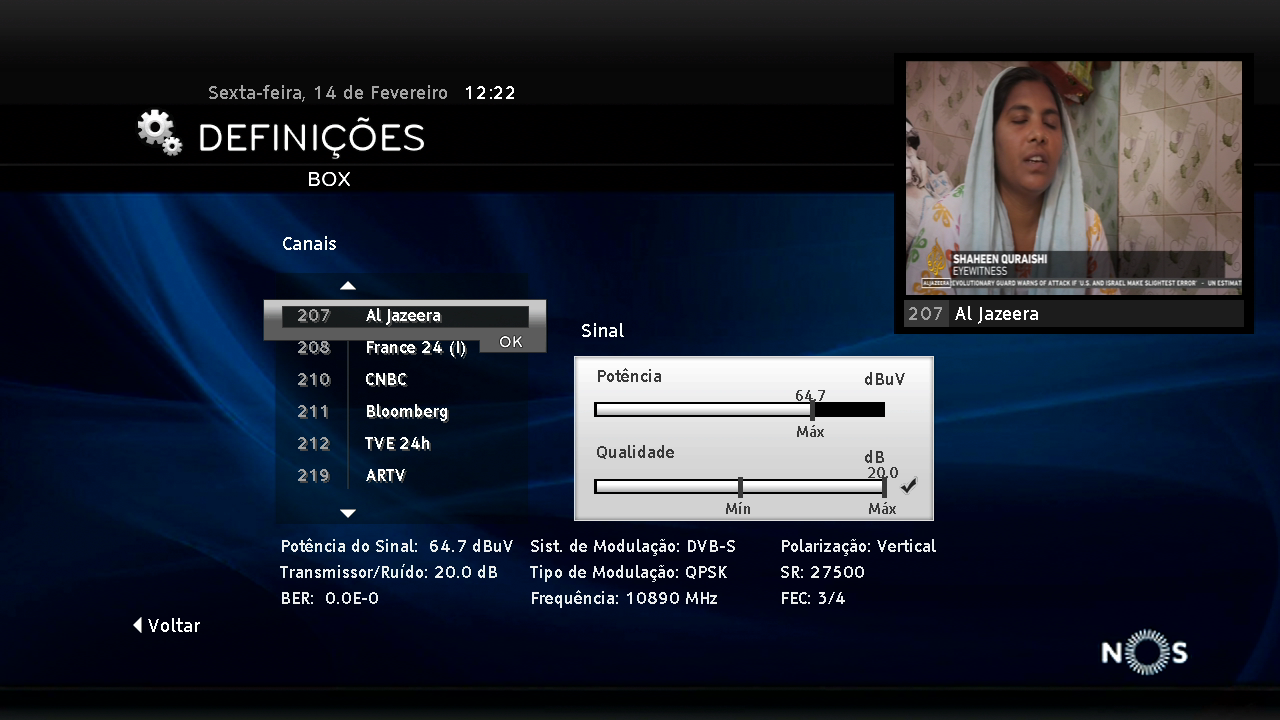 Sexta-feira, 14 de Fevereiro 12:22
DEFINIÇÕES
BOX
SHAHEEN QURAISHI
EYEWITNESS
ALJAZEERA EVOLUTIONARY GUARD WARNS OF ATTACK IF 'U.S. AND ISRAEL MAKE SLIGHTEST ERROR' - UN ESTIMAT
207 Al Jazeera
Canais
207 Al Jazeera
OK
208 France 24 (I)
210 CNBC
211 Bloomberg
212 TVE 24h
219 ARTV
Sinal
Potência dBuV
64.7
Máx
Qualidade dB
20.0
Mín Máx
Potência do Sinal: 64.7 dBuV Sist. de Modulação: DVB-S Polarização: Vertical
Transmissor/Ruído: 20.0 dB Tipo de Modulação: QPSK SR: 27500
BER: 0.0E-0 Frequência: 10890 MHz FEC: 3/4
Voltar
NOS